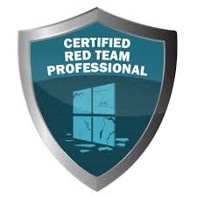 CERTIFIED
RED TEAM
PROFESSIONAL